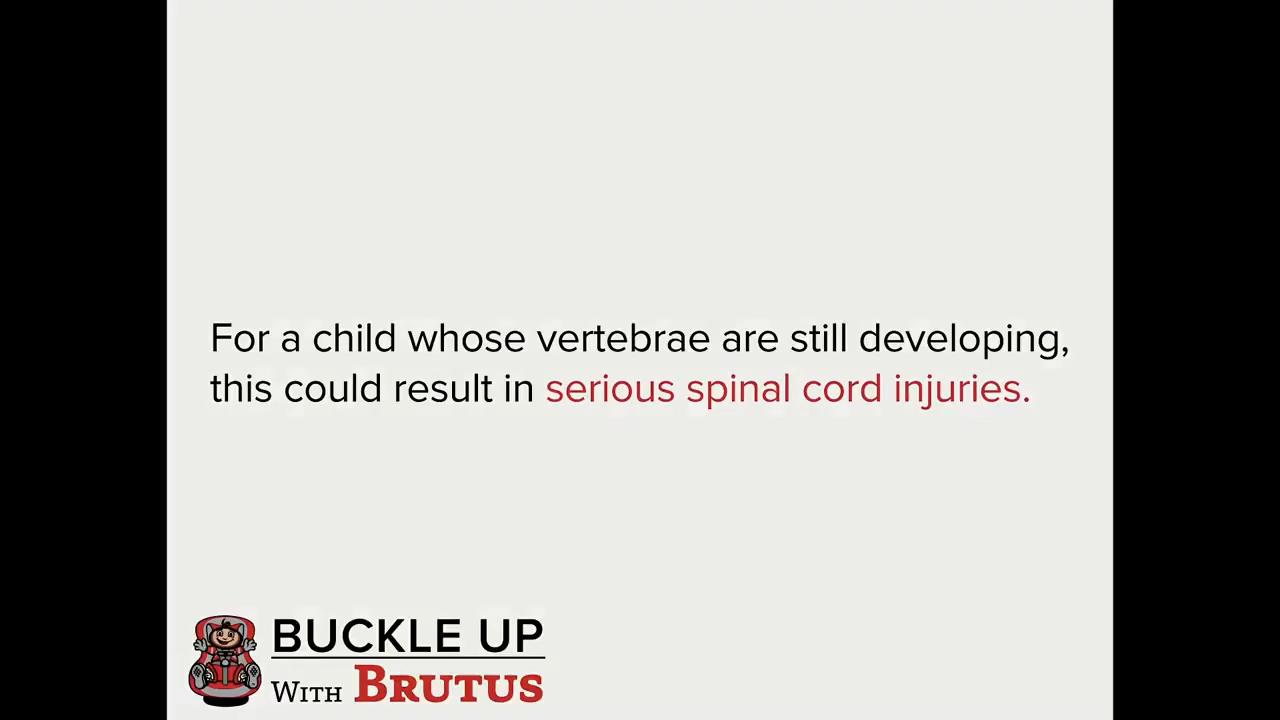 For a child whose vertebrae are still developing,
this could result in serious spinal cord injuries.
BUCKLE UP
WITH BRUTUS